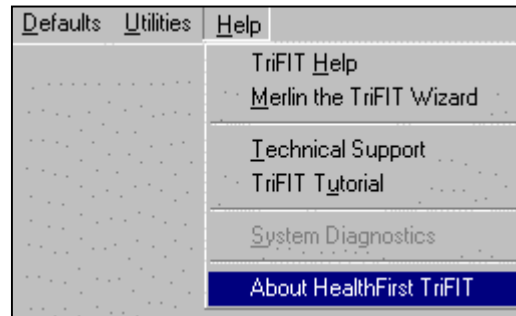 Defaults Utilities Help
TriFIT Help
Merlin the TriFIT Wizard
Technical Support
TriFIT Tutorial
System Diagnostics
About HealthFirst TriFIT